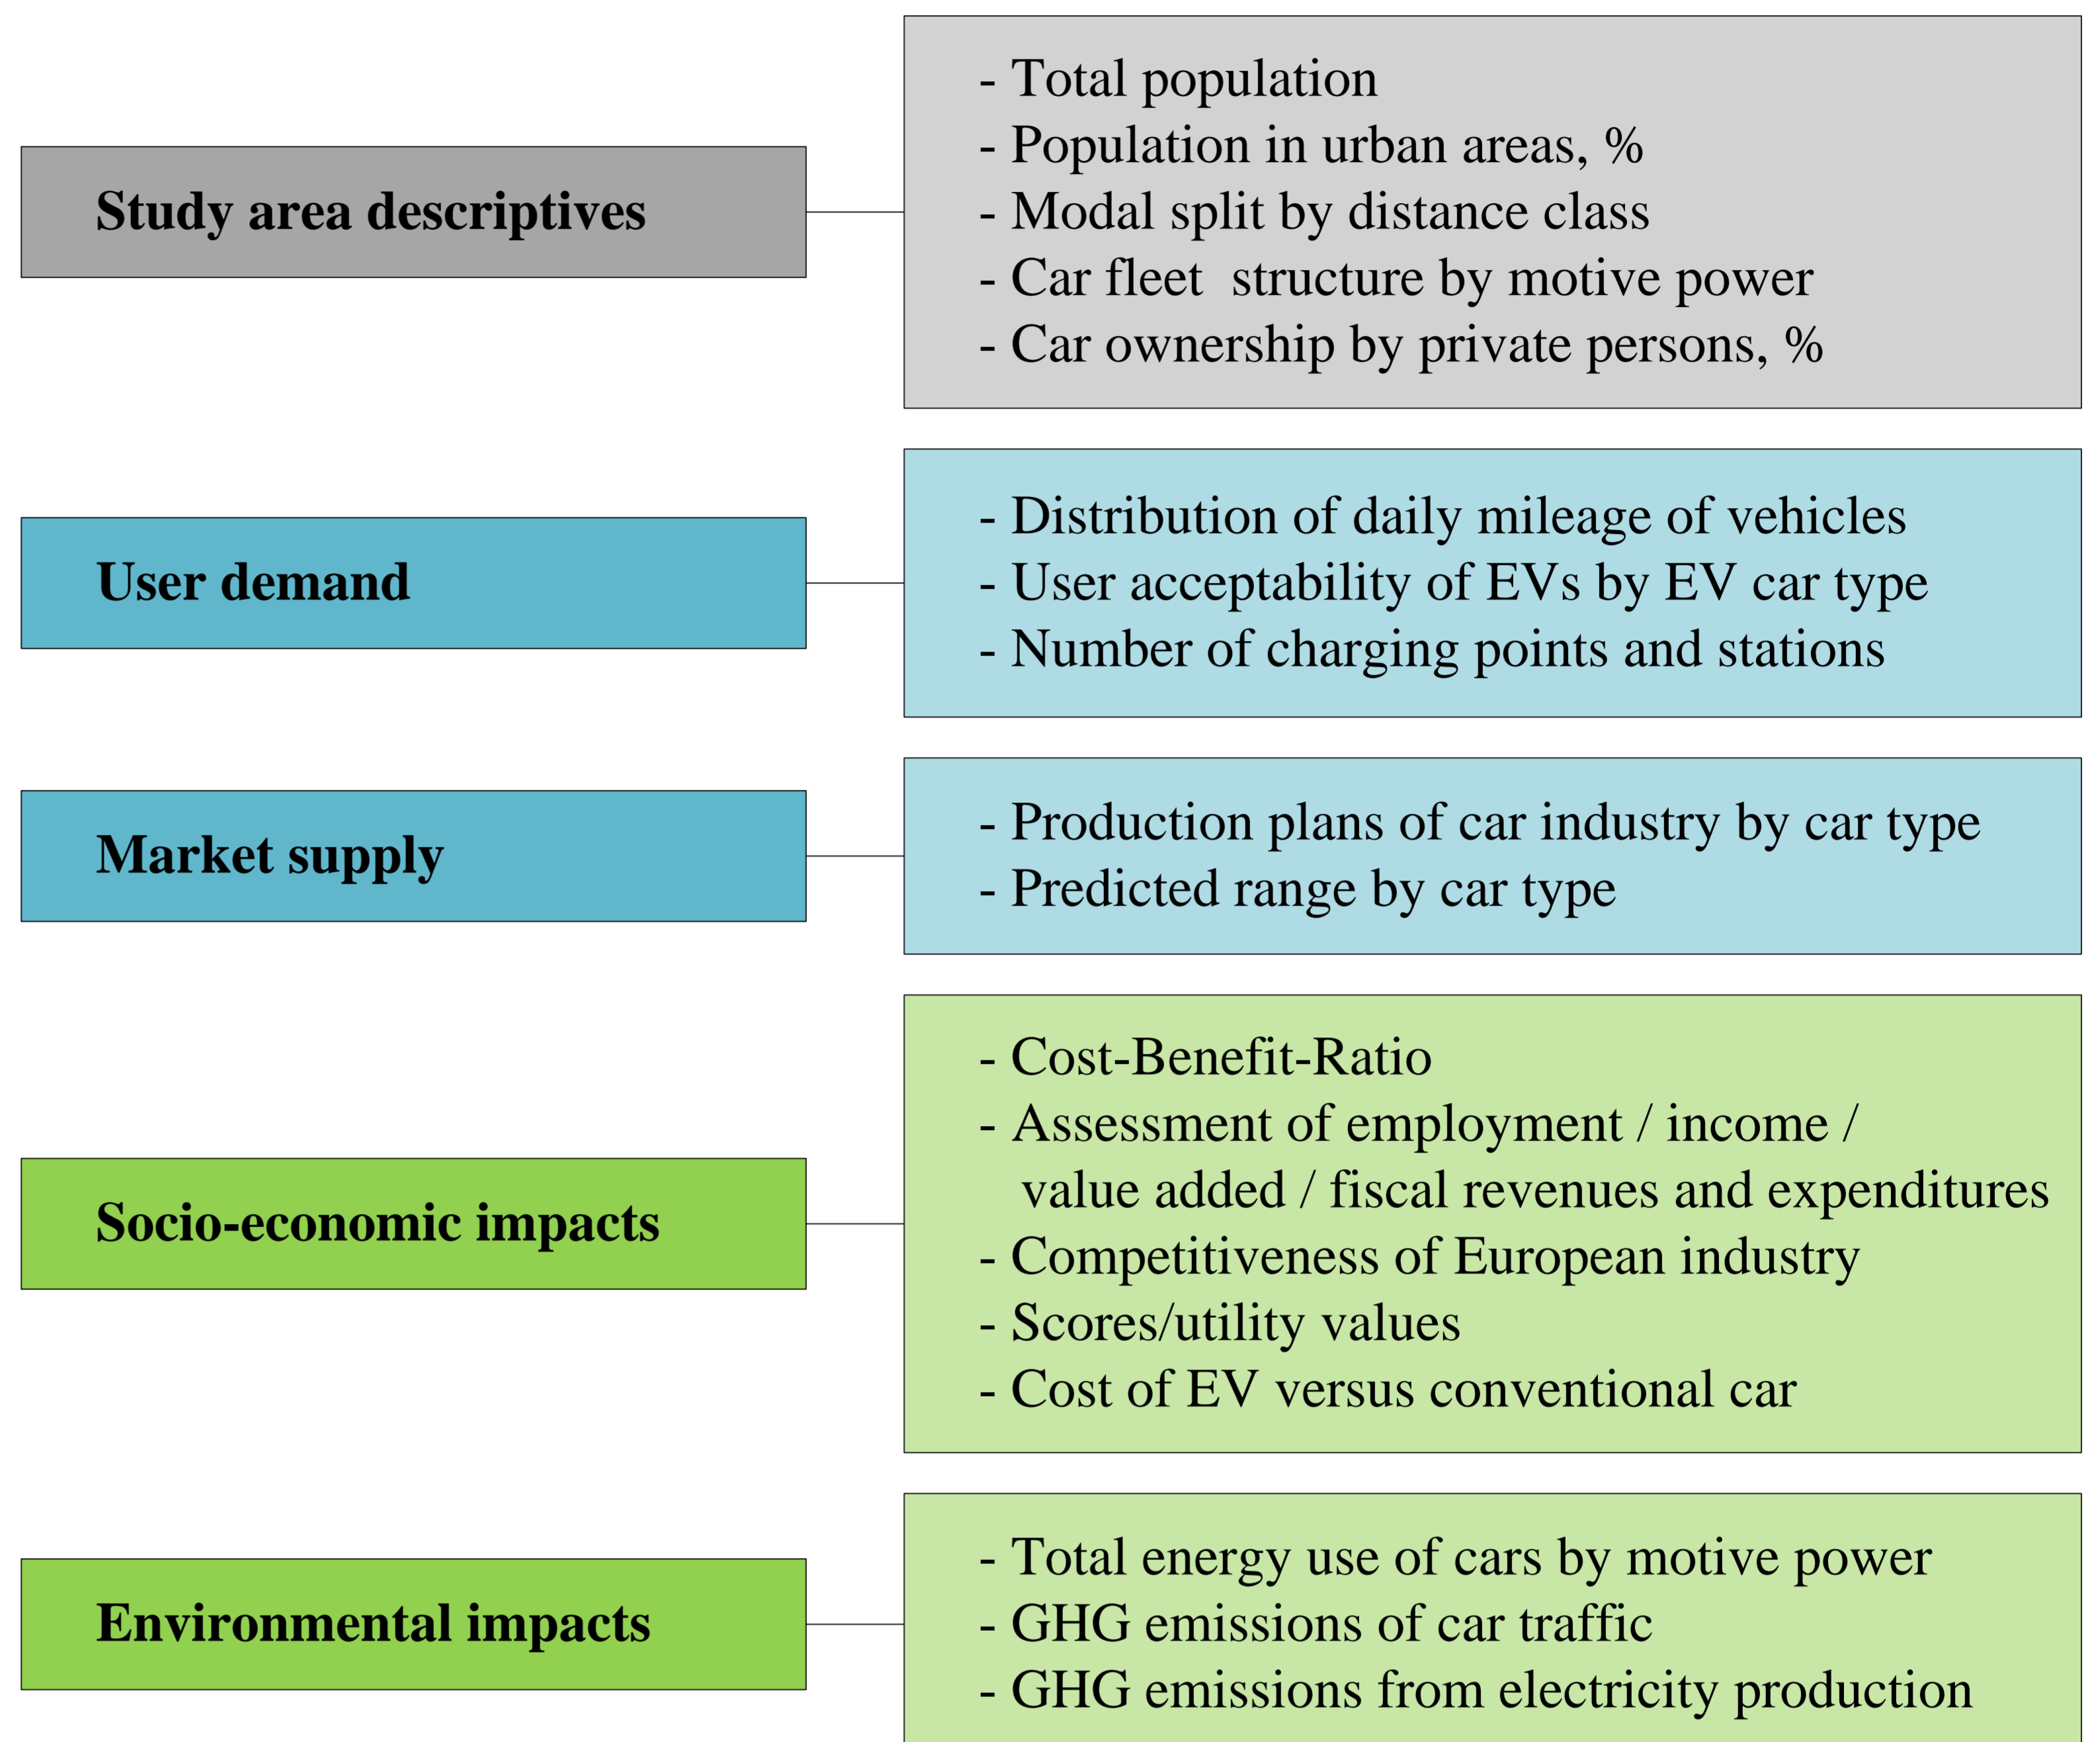 Study area descriptives
- Total population
- Population in urban areas, %
- Modal split by distance class
- Car fleet  structure by motive power
- Car ownership by private persons, %
User demand
- Distribution of daily mileage of vehicles
- User acceptability of EVs by EV car type
- Number of charging points and stations
Market supply
- Production plans of car industry by car type
- Predicted range by car type
Socio-economic impacts
- Cost-Benefit-Ratio
- Assessment of employment / income /
value added / fiscal revenues and expenditures
- Competitiveness of European industry
- Scores/utility values
- Cost of EV versus conventional car
Environmental impacts
- Total energy use of cars by motive power
- GHG emissions of car traffic
- GHG emissions from electricity production